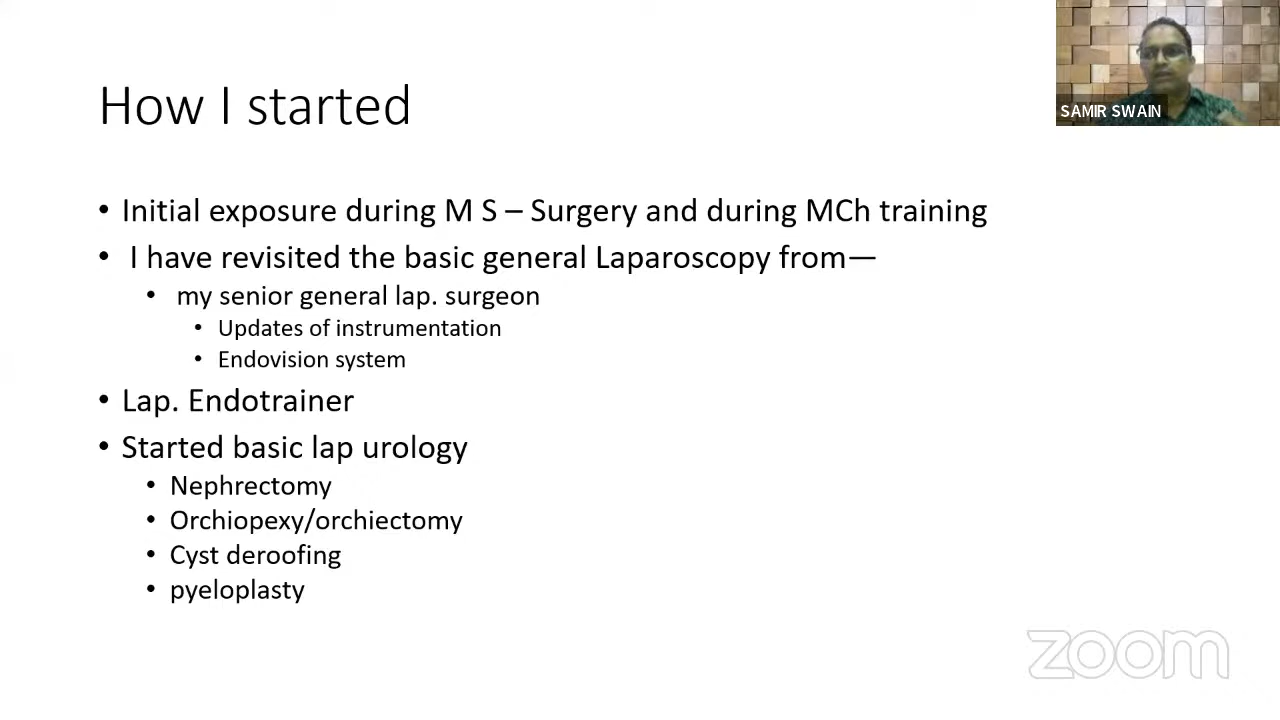 How I started
SAMIR SWAIN
• Initial exposure during M S – Surgery and during MCh training
• I have revisited the basic general Laparoscopy from—
• my senior general lap. surgeon
• Updates of instrumentation
• Endovision system
• Lap. Endotrainer
• Started basic lap urology
• Nephrectomy
• Orchiopexy/orchiectomy
• Cyst deroofing
• pyeloplasty
zoom